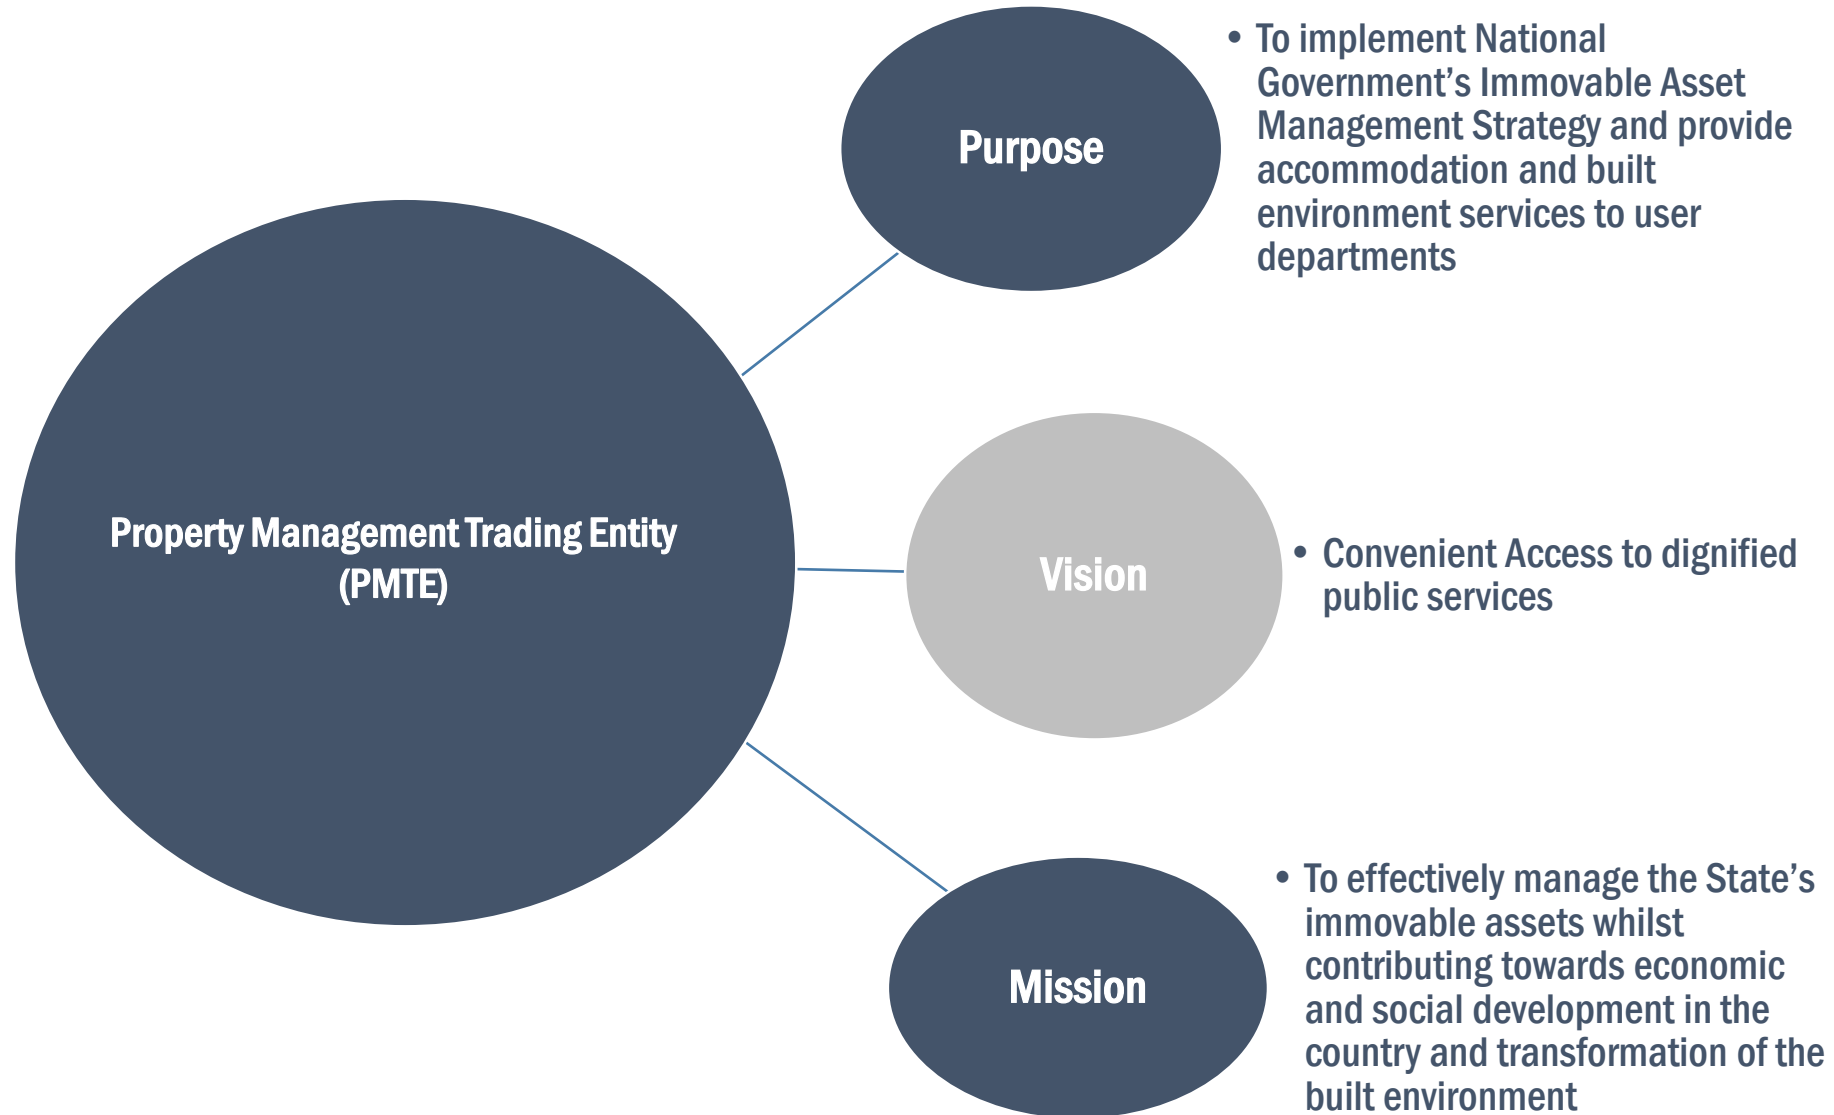 Property Management Trading Entity
(PMTE)
Purpose
• To implement National
Government’s Immovable Asset
Management Strategy and provide
accommodation and built
environment services to user
departments
Vision
• Convenient Access to dignified
public services
Mission
• To effectively manage the State’s
immovable assets whilst
contributing towards economic
and social development in the
country and transformation of the
built environment